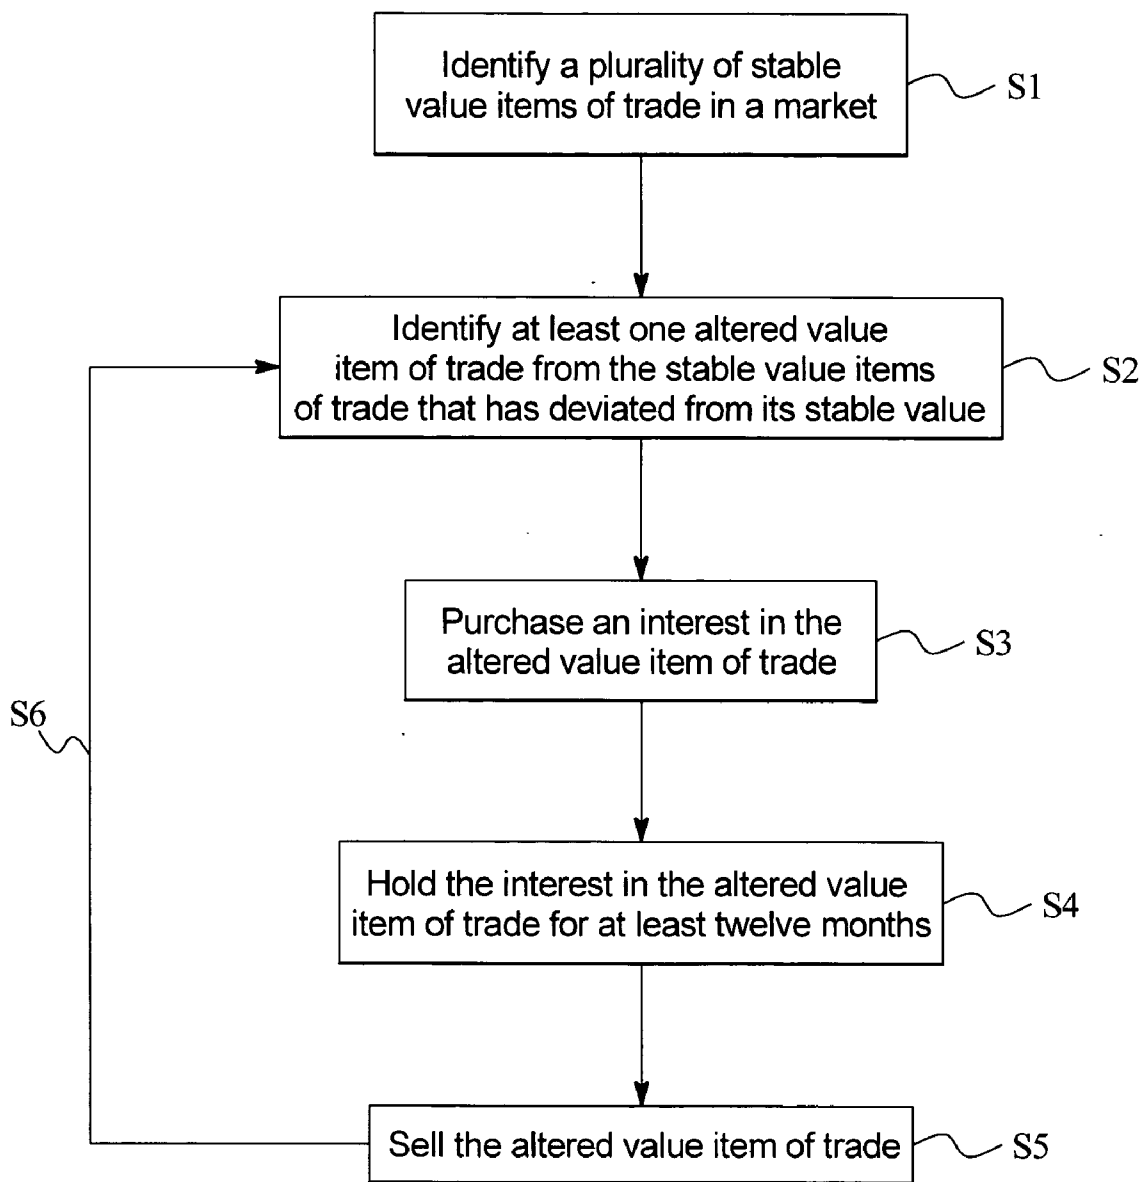 Identify a plurality of stable
value items of trade in a market
S1
Identify at least one altered value
item of trade from the stable value items
of trade that has deviated from its stable value
S2
Purchase an interest in the
altered value item of trade
S3
S6
Hold the interest in the altered value
item of trade for at least twelve months
S4
Sell the altered value item of trade
S5